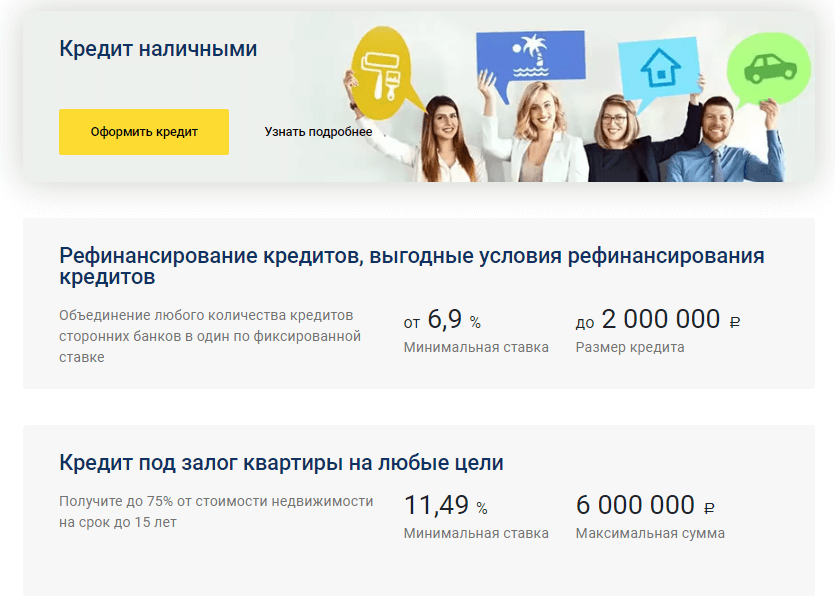 Кредит наличными
Оформить кредит
Узнать подробнее
Рефинансирование кредитов, выгодные условия рефинансирования
кредитов
Объединение любого количества кредитов
сторонних банков в один по фиксированной
ставке
от 6,9 %
Минимальная ставка
до 2 000 000 ₽
Размер кредита
Кредит под залог квартиры на любые цели
Получите до 75% от стоимости недвижимости
на срок до 15 лет
11,49 %
Минимальная ставка
6 000 000 ₽
Максимальная сумма